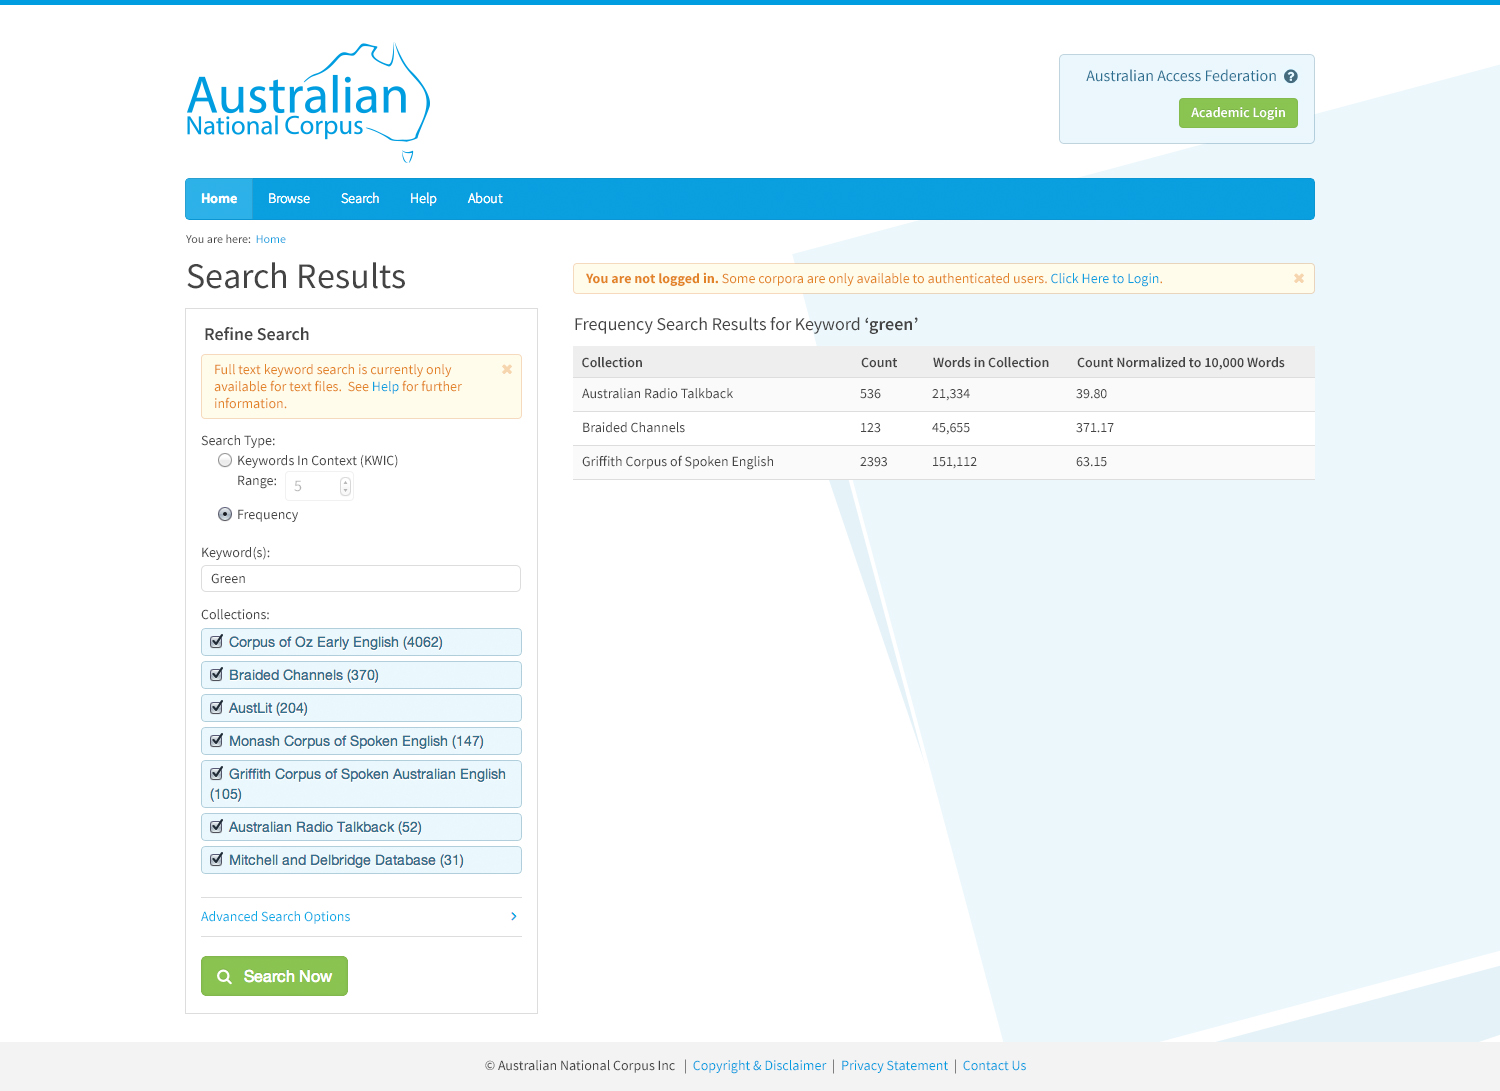 Australian
National Corpus
Australian Access Federation ?
Academic Login
Home Browse Search Help About
You are here: Home
Search Results
Refine Search
Full text keyword search is currently only
available for text files. See Help for further
information.
Search Type:
Keywords In Context (KWIC)
Range: 5
Frequency
Keyword(s):
Green
Collections:
Corpus of Oz Early English (4062)
Braided Channels (370)
AustLit (204)
Monash Corpus of Spoken English (147)
Griffith Corpus of Spoken Australian English
(105)
Australian Radio Talkback (52)
Mitchell and Delbridge Database (31)
Advanced Search Options
Search Now
You are not logged in. Some corpora are only available to authenticated users. Click Here to Login.
Frequency Search Results for Keyword ‘green’
Collection Count Words in Collection Count Normalized to 10,000 Words
Australian Radio Talkback 536 21,334 39.80
Braided Channels 123 45,655 371.17
Griffith Corpus of Spoken English 2393 151,112 63.15
© Australian National Corpus Inc | Copyright & Disclaimer | Privacy Statement | Contact Us